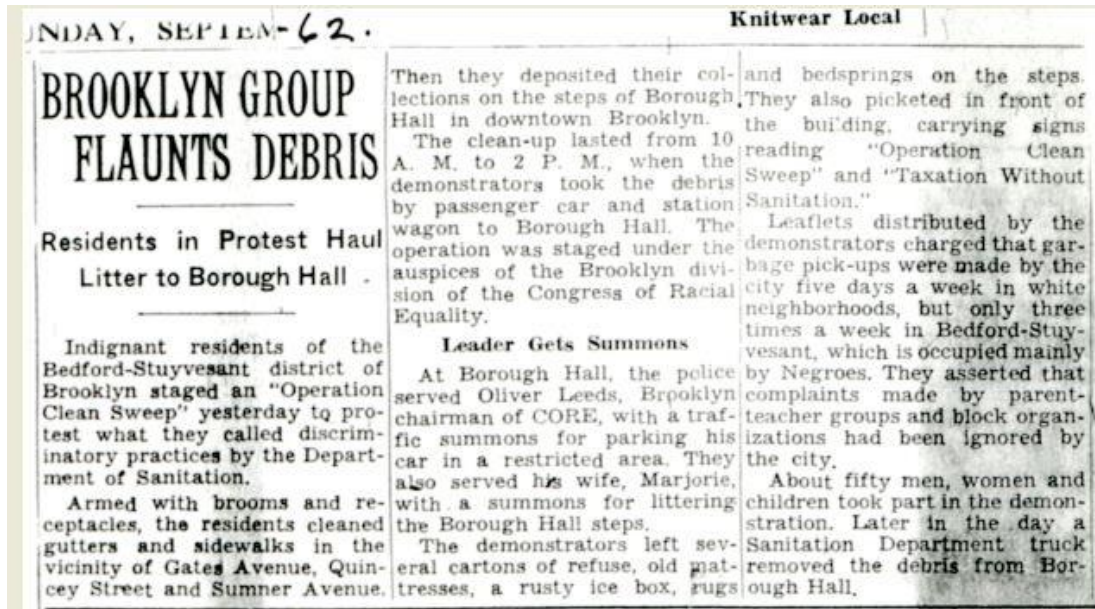 UNDAY, SEPTEM-62.
Knitwear Local
BROOKLYN GROUP
FLAUNTS DEBRIS
Residents in Protest Haul
Litter to Borough Hall
Indignant residents of the
Bedford-Stuyvesant district of
Brooklyn staged an "Operation
Clean Sweep" yesterday to pro-
test what they called discrim-
inatory practices by the Depart-
ment of Sanitation.
Armed with brooms and re-
ceptacles, the residents cleaned
gutters and sidewalks in the
vicinity of Gates Avenue, Quin-
cey Street and Sumner Avenue.
Then they deposited their col-
lections on the steps of Borough
Hall in downtown Brooklyn.
The clean-up lasted from 10
A. M. to 2 P. M., when the
demonstrators took the debris
by passenger car and station
wagon to Borough Hall. The
operation was staged under the
auspices of the Brooklyn divi-
sion of the Congress of Racial
Equality.
Leader Gets Summons
At Borough Hall, the police
served Oliver Leeds, Brooklyn
chairman of CORE, with a traf-
fic summons for parking his
car in a restricted area. They
also served his wife, Marjorie,
with a summons for littering
the Borough Hall steps.
The demonstrators left sev-
eral cartons of refuse, old mat-
tresses, a rusty ice box, rugs
and bedsprings on the steps.
They also picketed in front of
the building, carrying signs
reading "Operation Clean
Sweep" and "Taxation Without
Sanitation."
Leaflets distributed by the
demonstrators charged that gar-
bage pick-ups were made by the
city five days a week in white
neighborhoods, but only three
times a week in Bedford-Stuy-
vesant, which is occupied mainly
by Negroes. They asserted that
complaints made by parent-
teacher groups and block organ-
izations had been ignored by
the city.
About fifty men, women and
children took part in the demon-
stration. Later in the day a
Sanitation Department truck
removed the debris from Bor-
ough Hall.